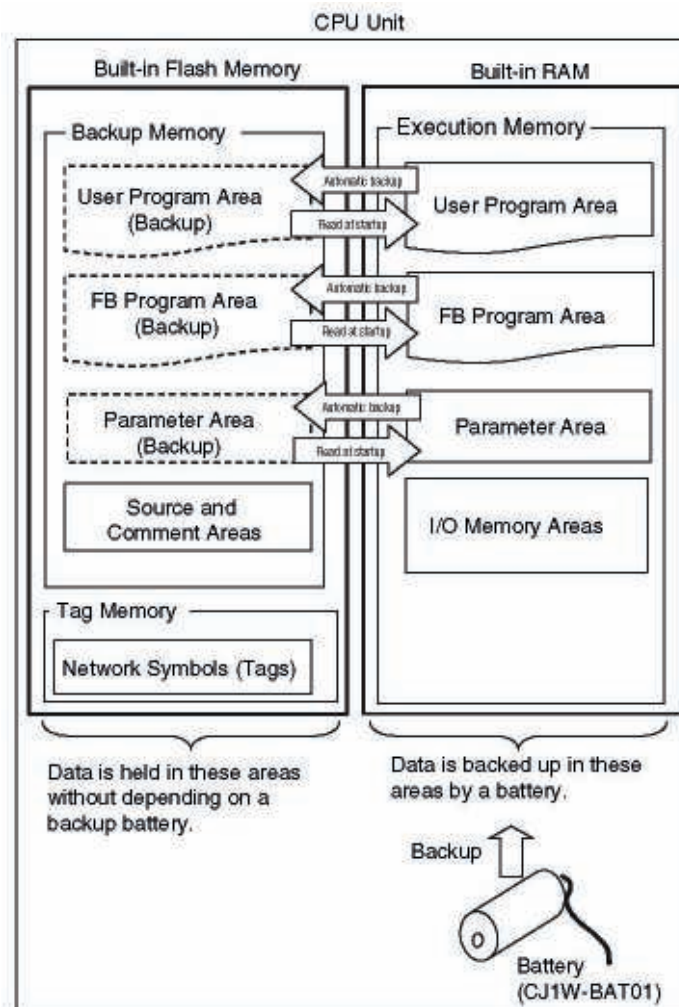 CPU Unit
Built-in Flash Memory
Built-in RAM
Backup Memory
Execution Memory
User Program Area
(Backup)
Automatic backup
Read at startup
User Program Area
FB Program Area
(Backup)
Automatic backup
Read at startup
FB Program Area
Parameter Area
(Backup)
Automatic backup
Read at startup
Parameter Area
Source and
Comment Areas
I/O Memory Areas
Tag Memory
Network Symbols (Tags)
Data is held in these areas
without depending on a
backup battery.
Data is backed up in these
areas by a battery.
Backup
Battery
(CJ1W-BAT01)